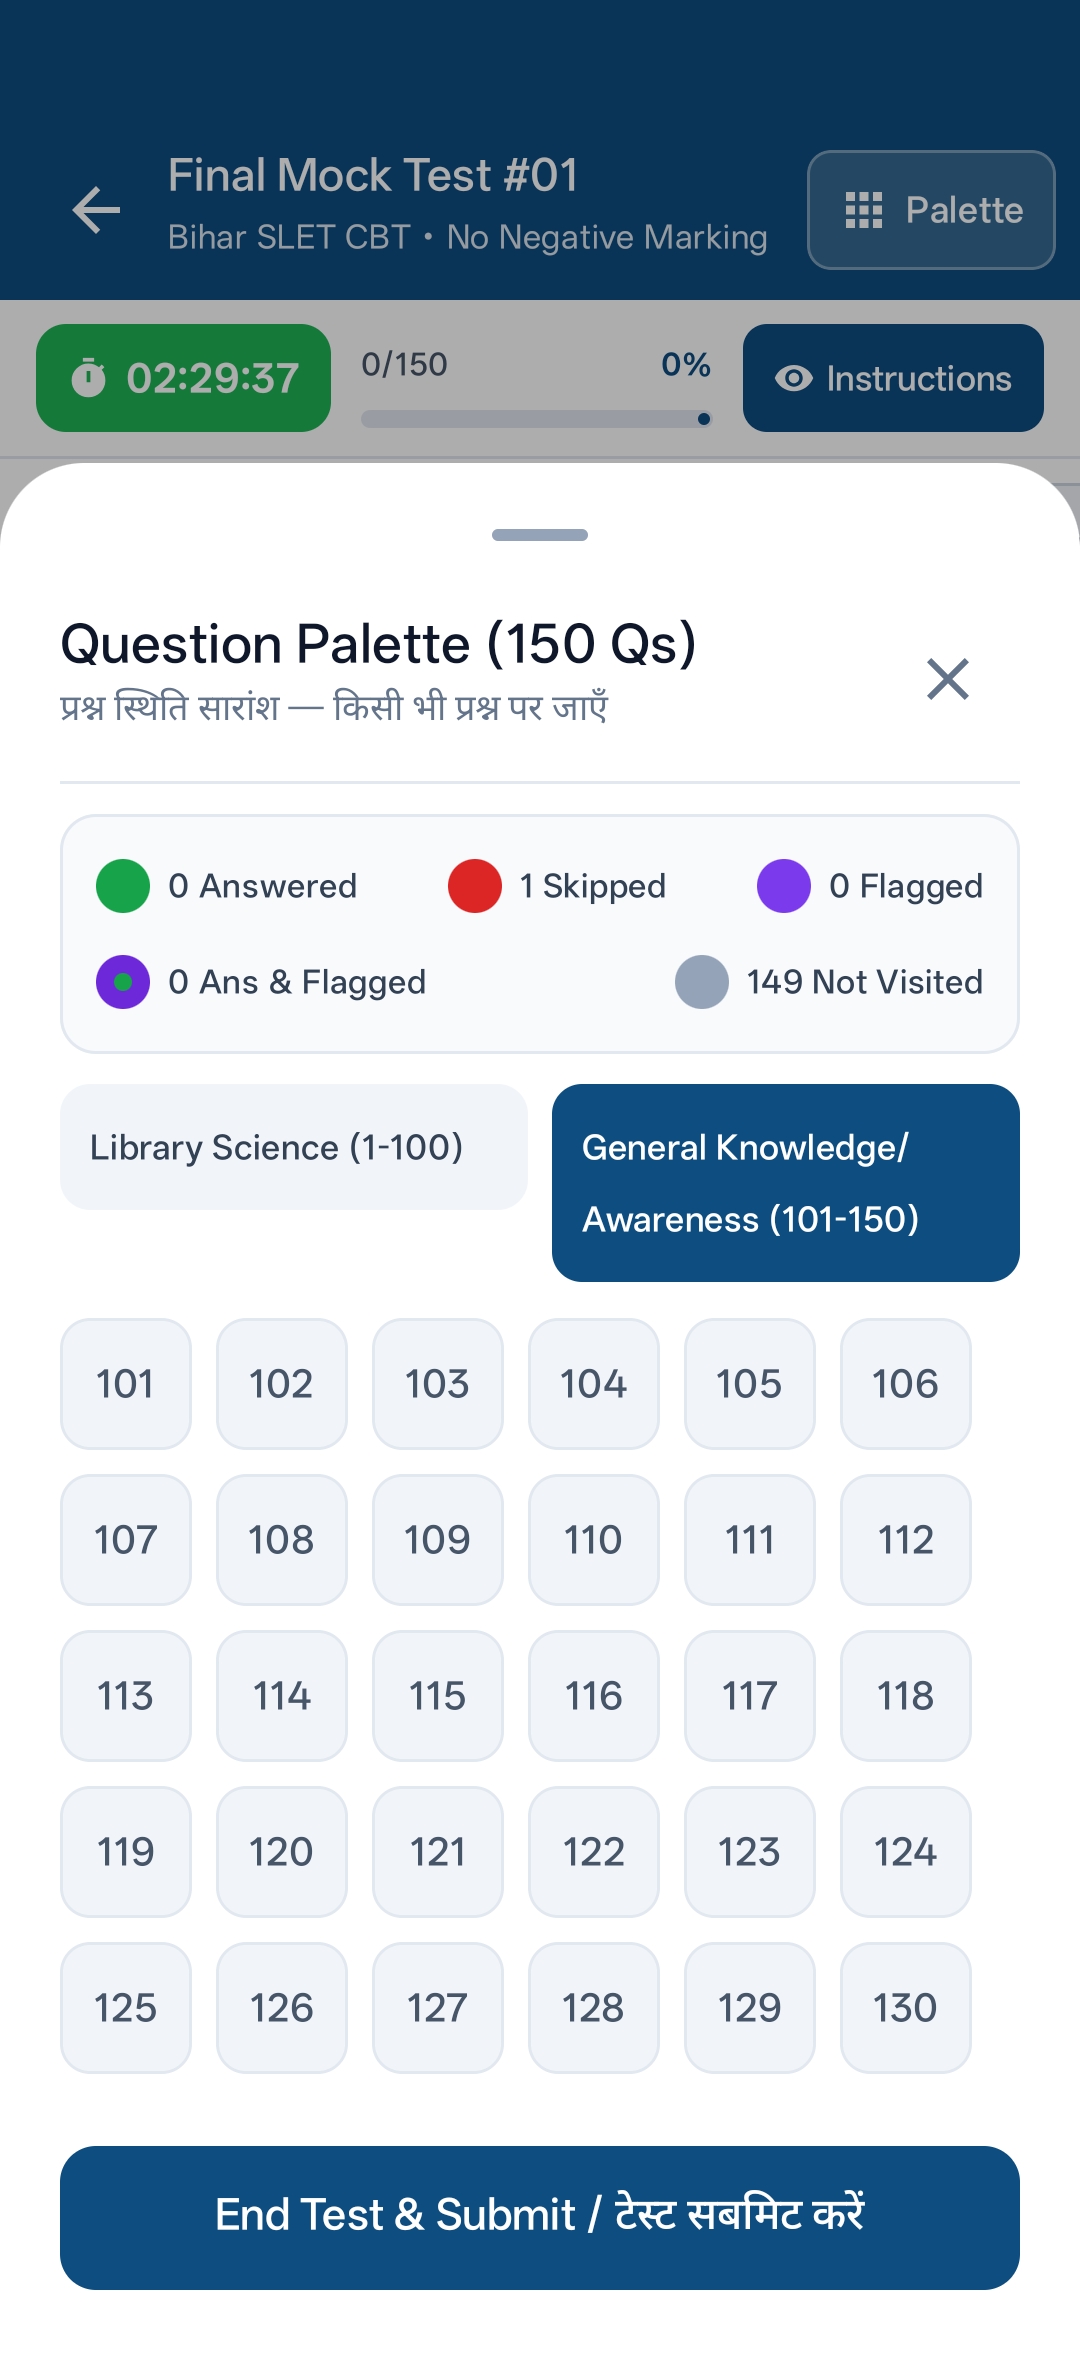 Final Mock Test #01
Bihar SLET CBT • No Negative Marking
Palette
02:29:37
0/150
0%
Instructions
Question Palette (150 Qs)
प्रश्न स्थिति सारांश — किसी भी प्रश्न पर जाएँ
0 Answered
1 Skipped
0 Flagged
0 Ans & Flagged
149 Not Visited
Library Science (1-100)
General Knowledge/
Awareness (101-150)
101 102 103 104 105 106
107 108 109 110 111 112
113 114 115 116 117 118
119 120 121 122 123 124
125 126 127 128 129 130
End Test & Submit / टेस्ट सबमिट करें